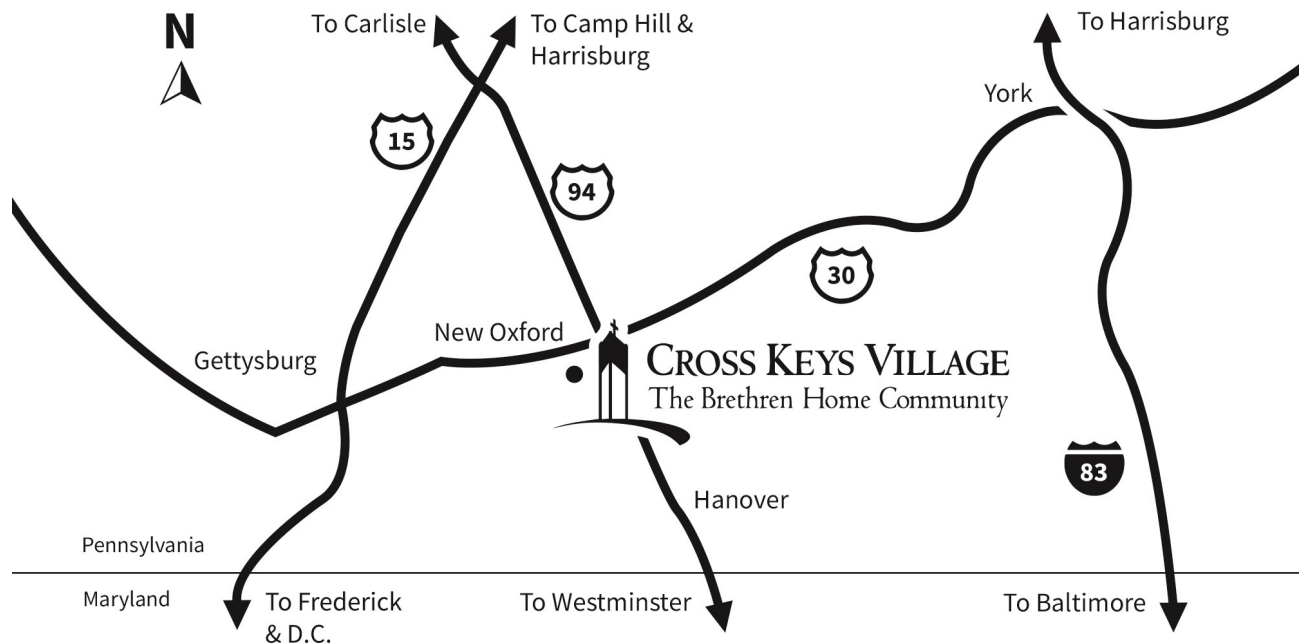 N
To Carlisle
To Camp Hill &
Harrisburg
To Harrisburg
York
15
94
30
New Oxford
Gettysburg
CROSS KEYS VILLAGE
The Brethren Home Community
83
Hanover
Pennsylvania
Maryland
To Frederick
& D.C.
To Westminster
To Baltimore